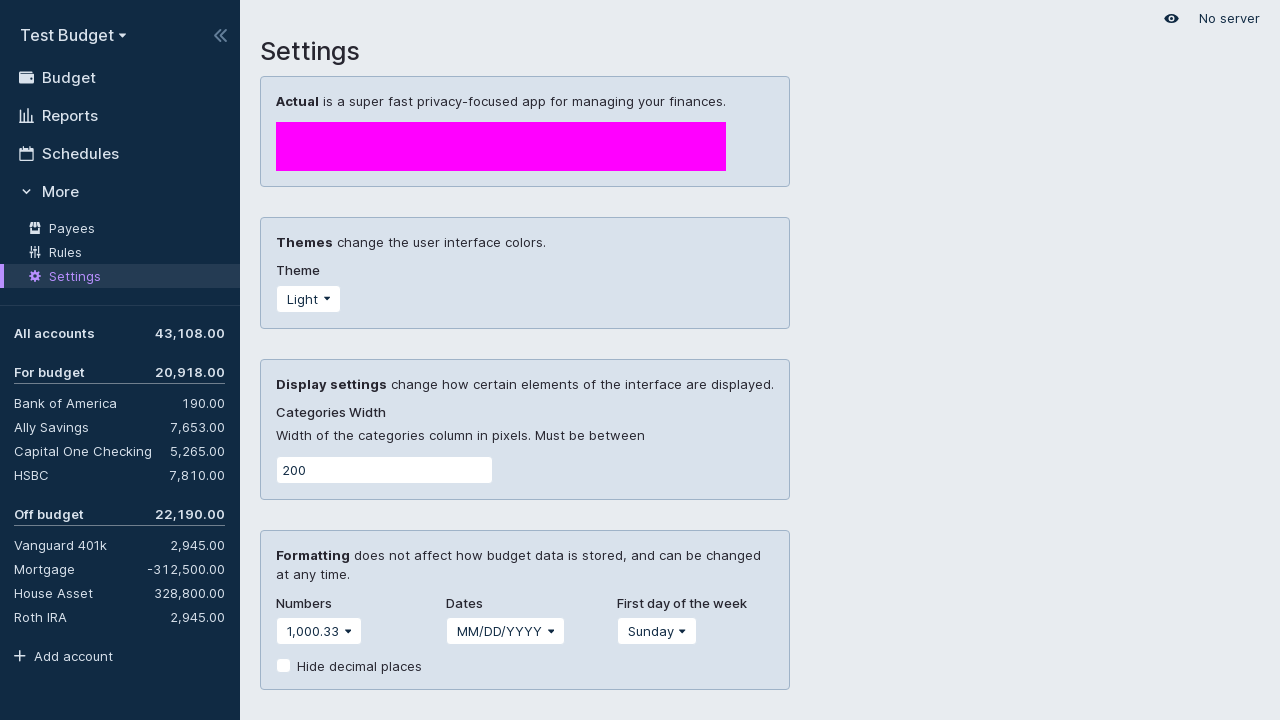 Test Budget
No server
Settings
Budget
Reports
Schedules
More
Payees
Rules
Settings
All accounts 43,108.00
For budget 20,918.00
Bank of America 190.00
Ally Savings 7,653.00
Capital One Checking 5,265.00
HSBC 7,810.00
Off budget 22,190.00
Vanguard 401k 2,945.00
Mortgage -312,500.00
House Asset 328,800.00
Roth IRA 2,945.00
Add account
Actual is a super fast privacy-focused app for managing your finances.
Themes change the user interface colors.
Theme
Light
Display settings change how certain elements of the interface are displayed.
Categories Width
Width of the categories column in pixels. Must be between
200
Formatting does not affect how budget data is stored, and can be changed
at any time.
Numbers Dates First day of the week
1,000.33 MM/DD/YYYY Sunday
Hide decimal places